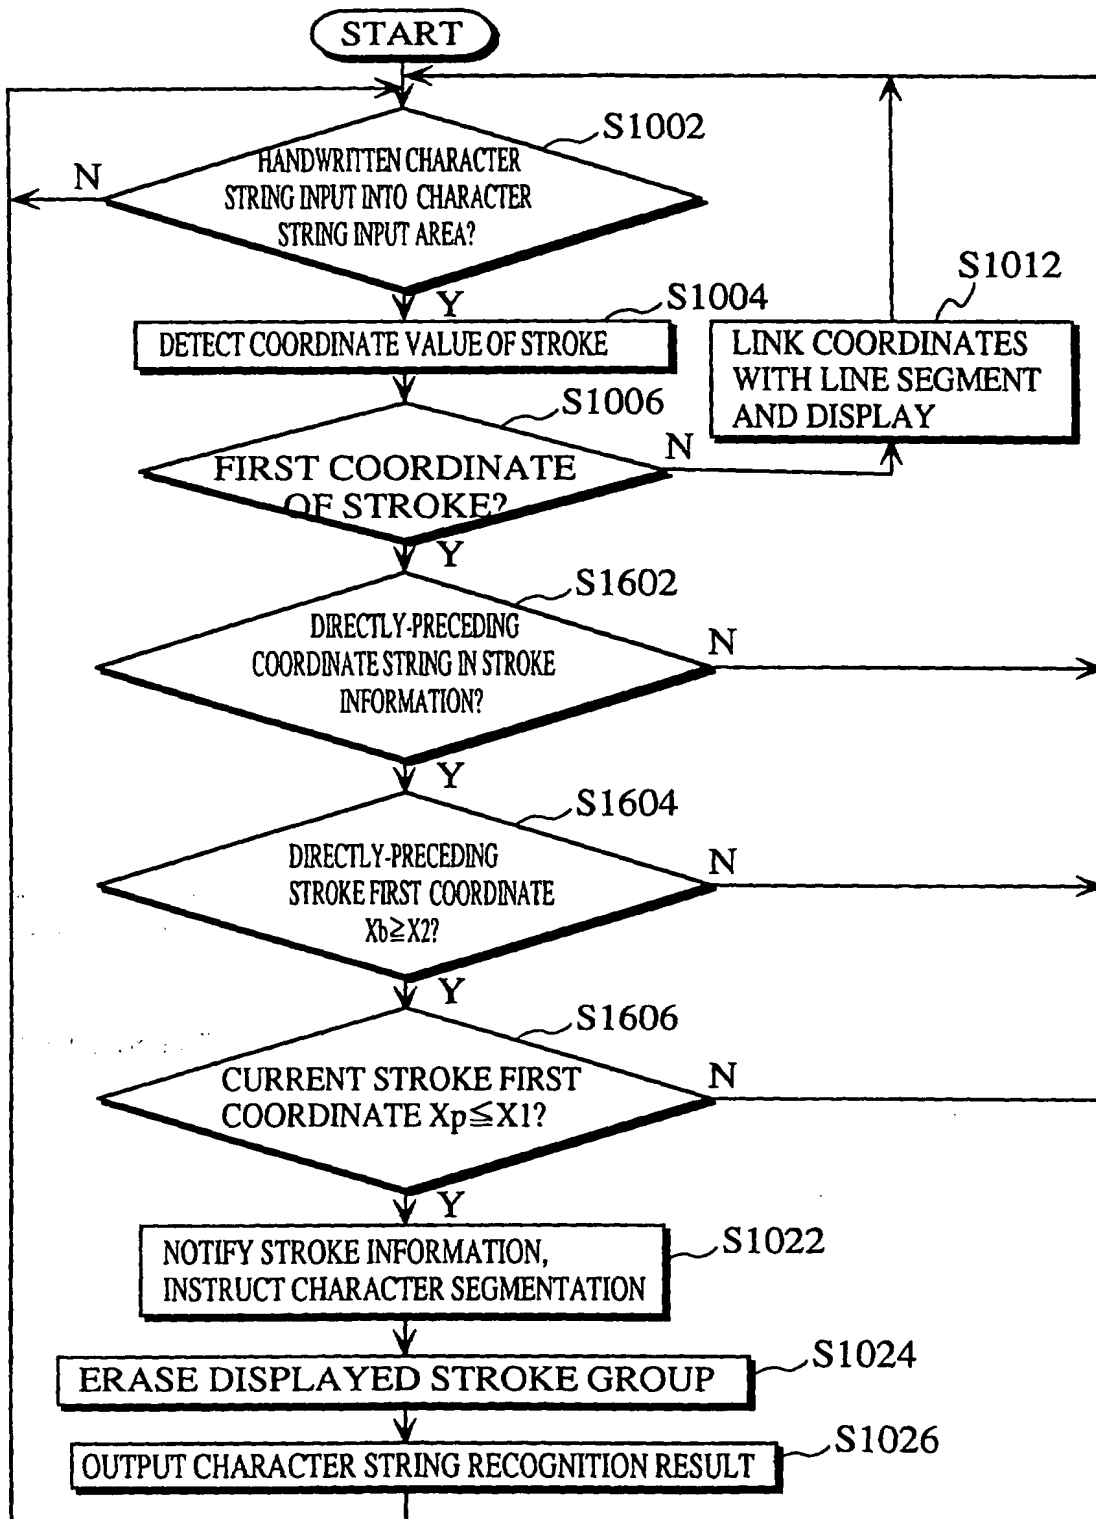 START
S1002
HANDWRITTEN CHARACTER
STRING INPUT INTO CHARACTER
STRING INPUT AREA?
N
Y
S1004
DETECT COORDINATE VALUE OF STROKE
S1012
LINK COORDINATES
WITH LINE SEGMENT
AND DISPLAY
S1006
FIRST COORDINATE
OF STROKE?
N
Y
S1602
DIRECTLY-PRECEDING
COORDINATE STRING IN STROKE
INFORMATION?
N
Y
S1604
DIRECTLY-PRECEDING
STROKE FIRST COORDINATE
Xb≧X2?
N
Y
S1606
CURRENT STROKE FIRST
COORDINATE Xp≦X1?
N
Y
S1022
NOTIFY STROKE INFORMATION,
INSTRUCT CHARACTER SEGMENTATION
S1024
ERASE DISPLAYED STROKE GROUP
S1026
OUTPUT CHARACTER STRING RECOGNITION RESULT